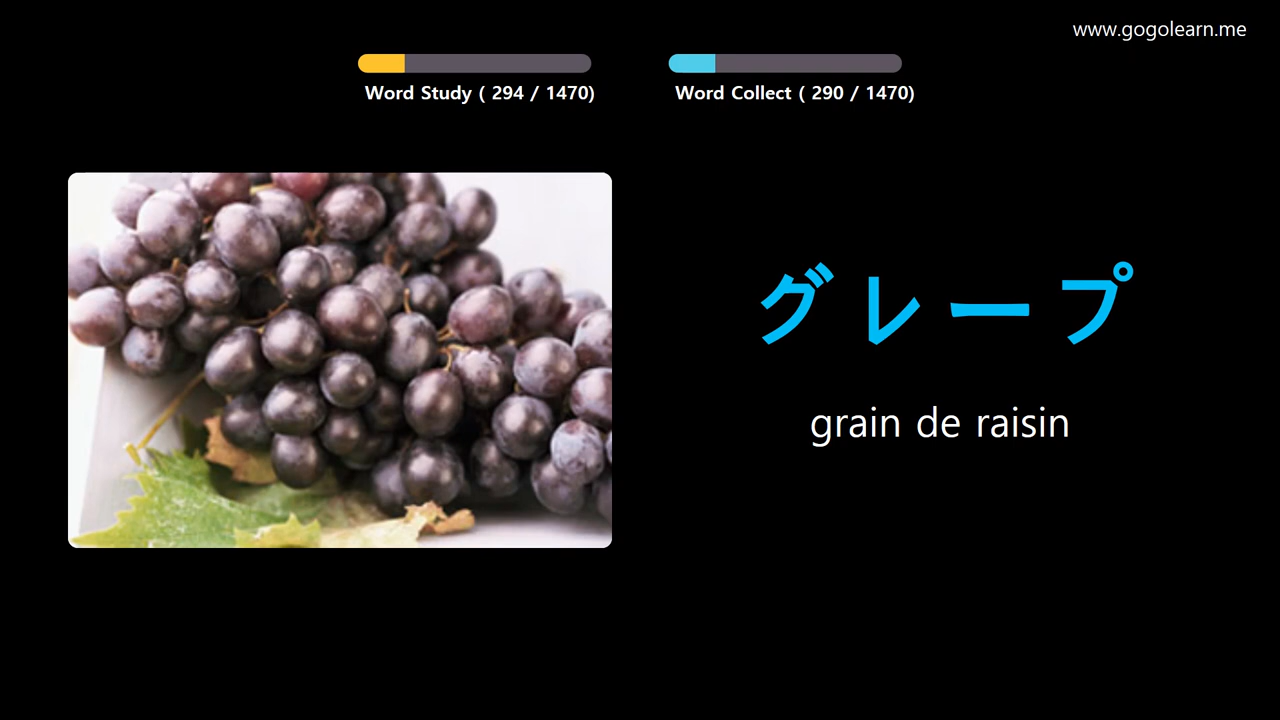 www.gogolearn.me
Word Study ( 294 / 1470)
Word Collect ( 290 / 1470)
グレープ
grain de raisin